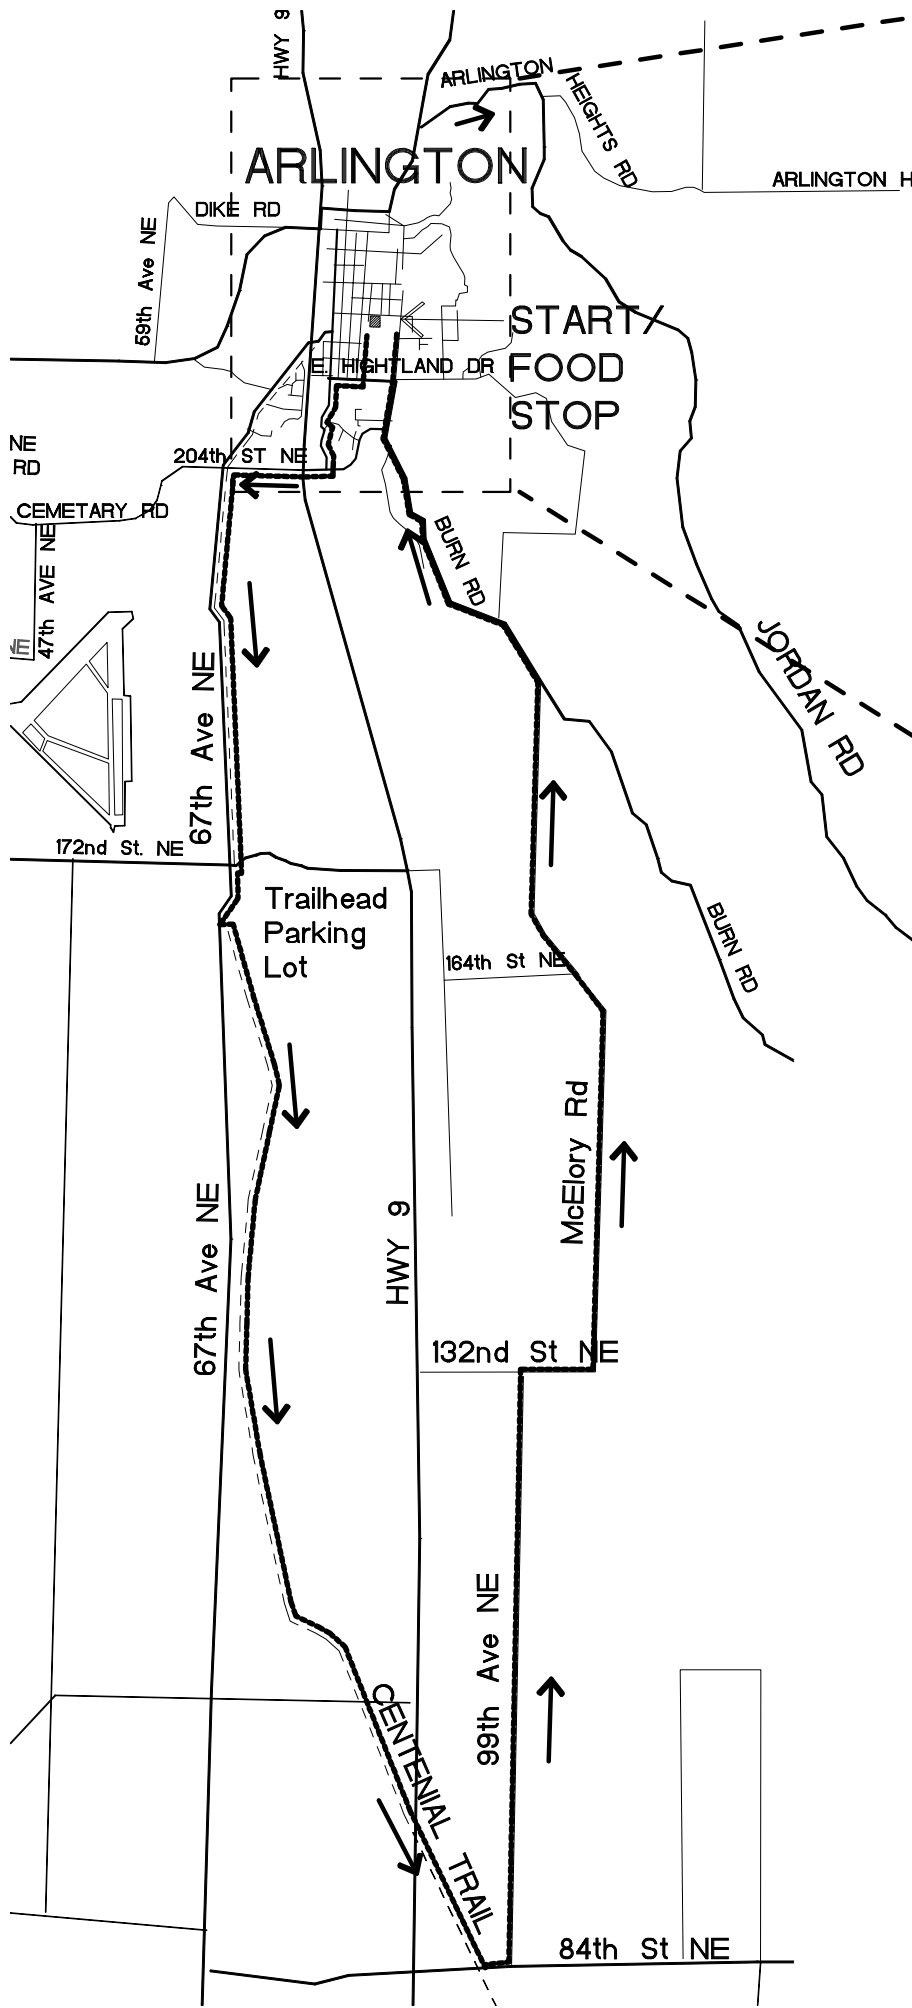 HWY 9
ARLINGTON
HEIGHTS RD
ARLINGTON
ARLINGTON H
DIKE RD
59th Ave NE
START/
FOOD
STOP
E. HIGHTLAND DR
NE
RD
204th ST NE
CEMETARY RD
47th AVE NE
BURN RD
JORDAN RD
67th Ave NE
172nd St. NE
Trailhead
Parking
Lot
164th St NE
BURN RD
McElory Rd
67th Ave NE
HWY 9
132nd St NE
99th Ave NE
CENTENIAL TRAIL
84th St NE